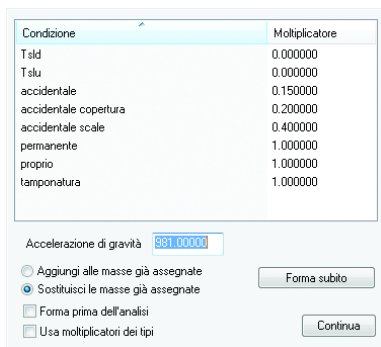 Condizione Moltiplicatore
Tsld 0.000000
Tslu 0.000000
accidentale 0.150000
accidentale copertura 0.200000
accidentale scale 0.400000
permanente 1.000000
proprio 1.000000
tamponatura 1.000000
Accelerazione di gravità 981.00000
Aggiungi alle masse già assegnate
Sostituisci le masse già assegnate
Forma subito
Forma prima dell'analisi
Usa moltiplicatori dei tipi
Continua